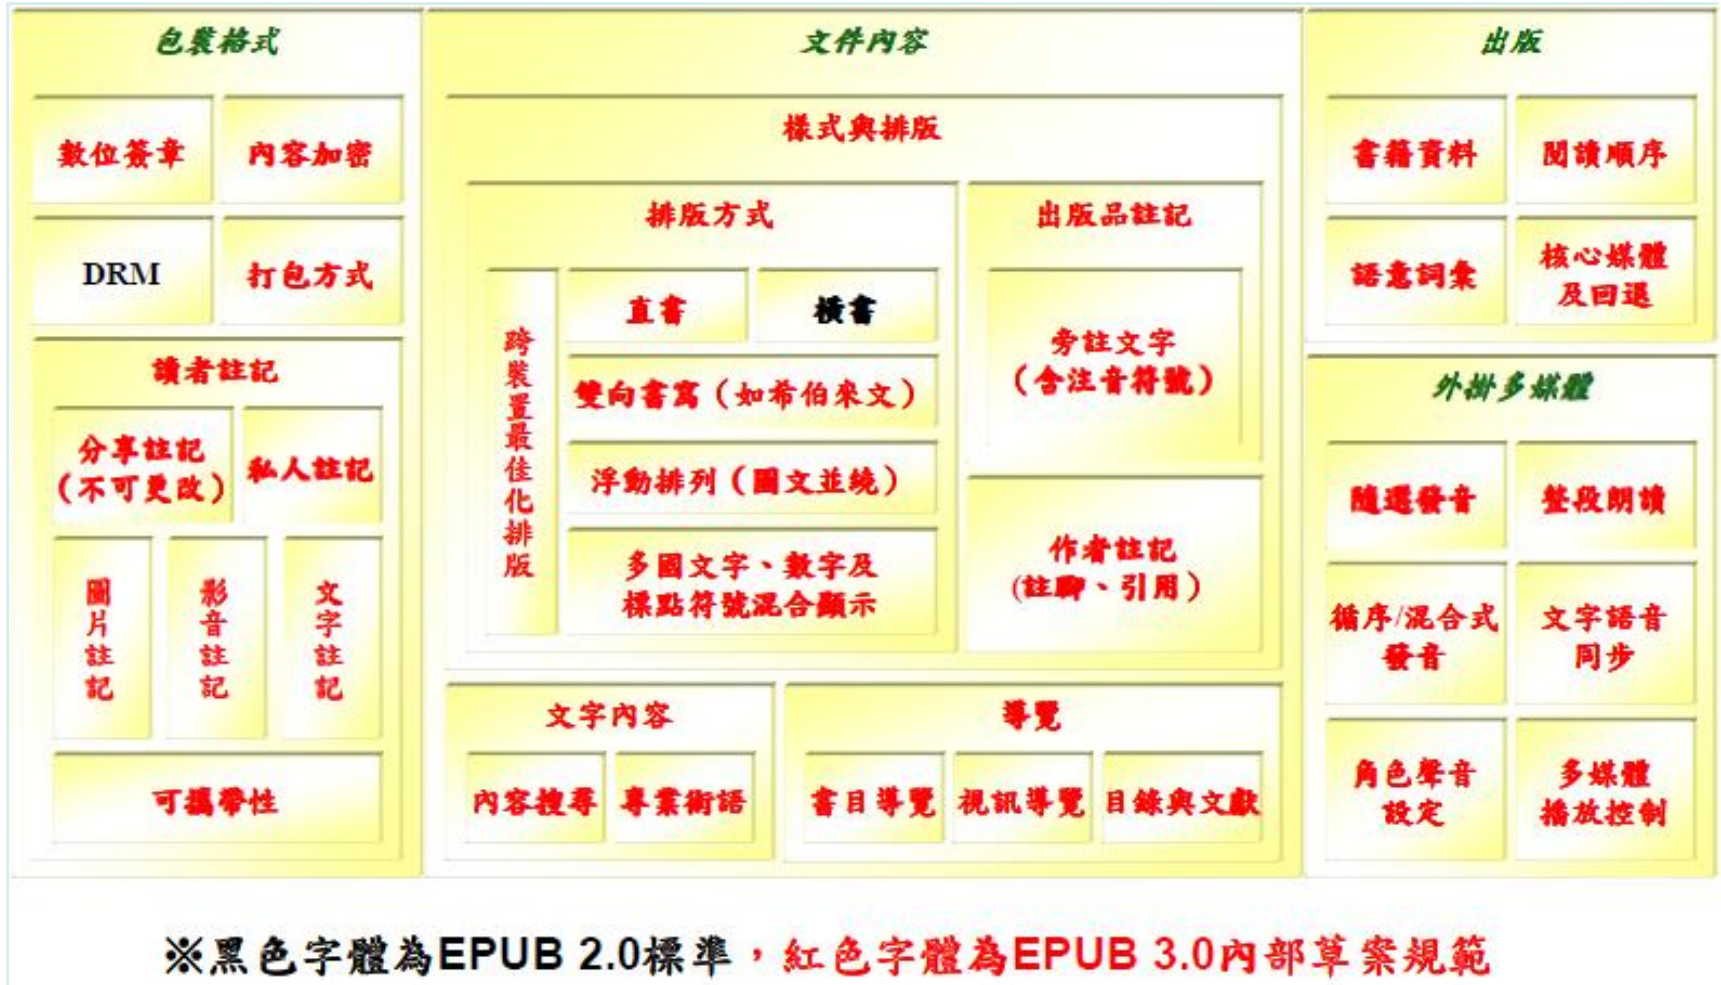 包裝格式
數位簽章
內容加密
DRM
打包方式
讀者註記
分享註記
（不可更改）
私人註記
圖片註記
影音註記
文字註記
可攜帶性
文件內容
樣式與排版
排版方式
跨裝置最佳化排版
直書
橫書
雙向書寫（如希伯來文）
浮動排列（圖文並繞）
多國文字、數字及
標點符號混合顯示
出版品註記
旁註文字
（含注音符號）
作者註記
(註腳、引用）
文字內容
內容搜尋
專業術語
導覽
書目導覽
視訊導覽
目錄與文獻
出版
書籍資料
閱讀順序
語意詞彙
核心媒體
及回退
外掛多媒體
隨選發音
整段朗讀
循序/混合式
發音
文字語音
同步
角色聲音
設定
多媒體
播放控制
※黑色字體為EPUB 2.0標準，紅色字體為EPUB 3.0內部草案規範